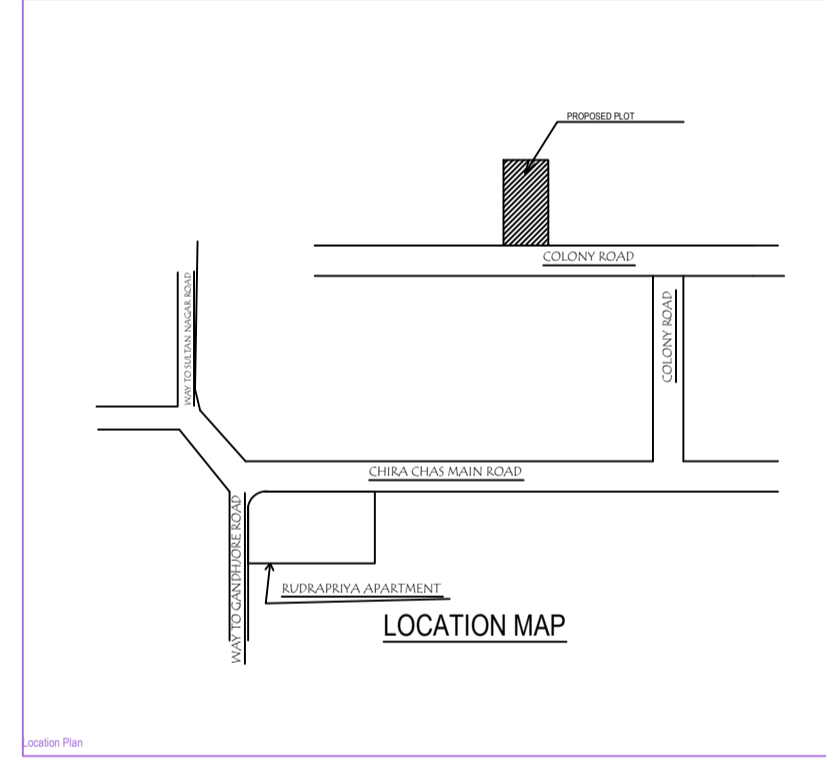 PROPOSED PLOT
COLONY ROAD
WAY TO SULTAN NAGAR ROAD
COLONY ROAD
CHIRA CHAS MAIN ROAD
WAY TO GANDHJORE ROAD
RUDRAPRIYA APARTMENT
LOCATION MAP
Location Plan